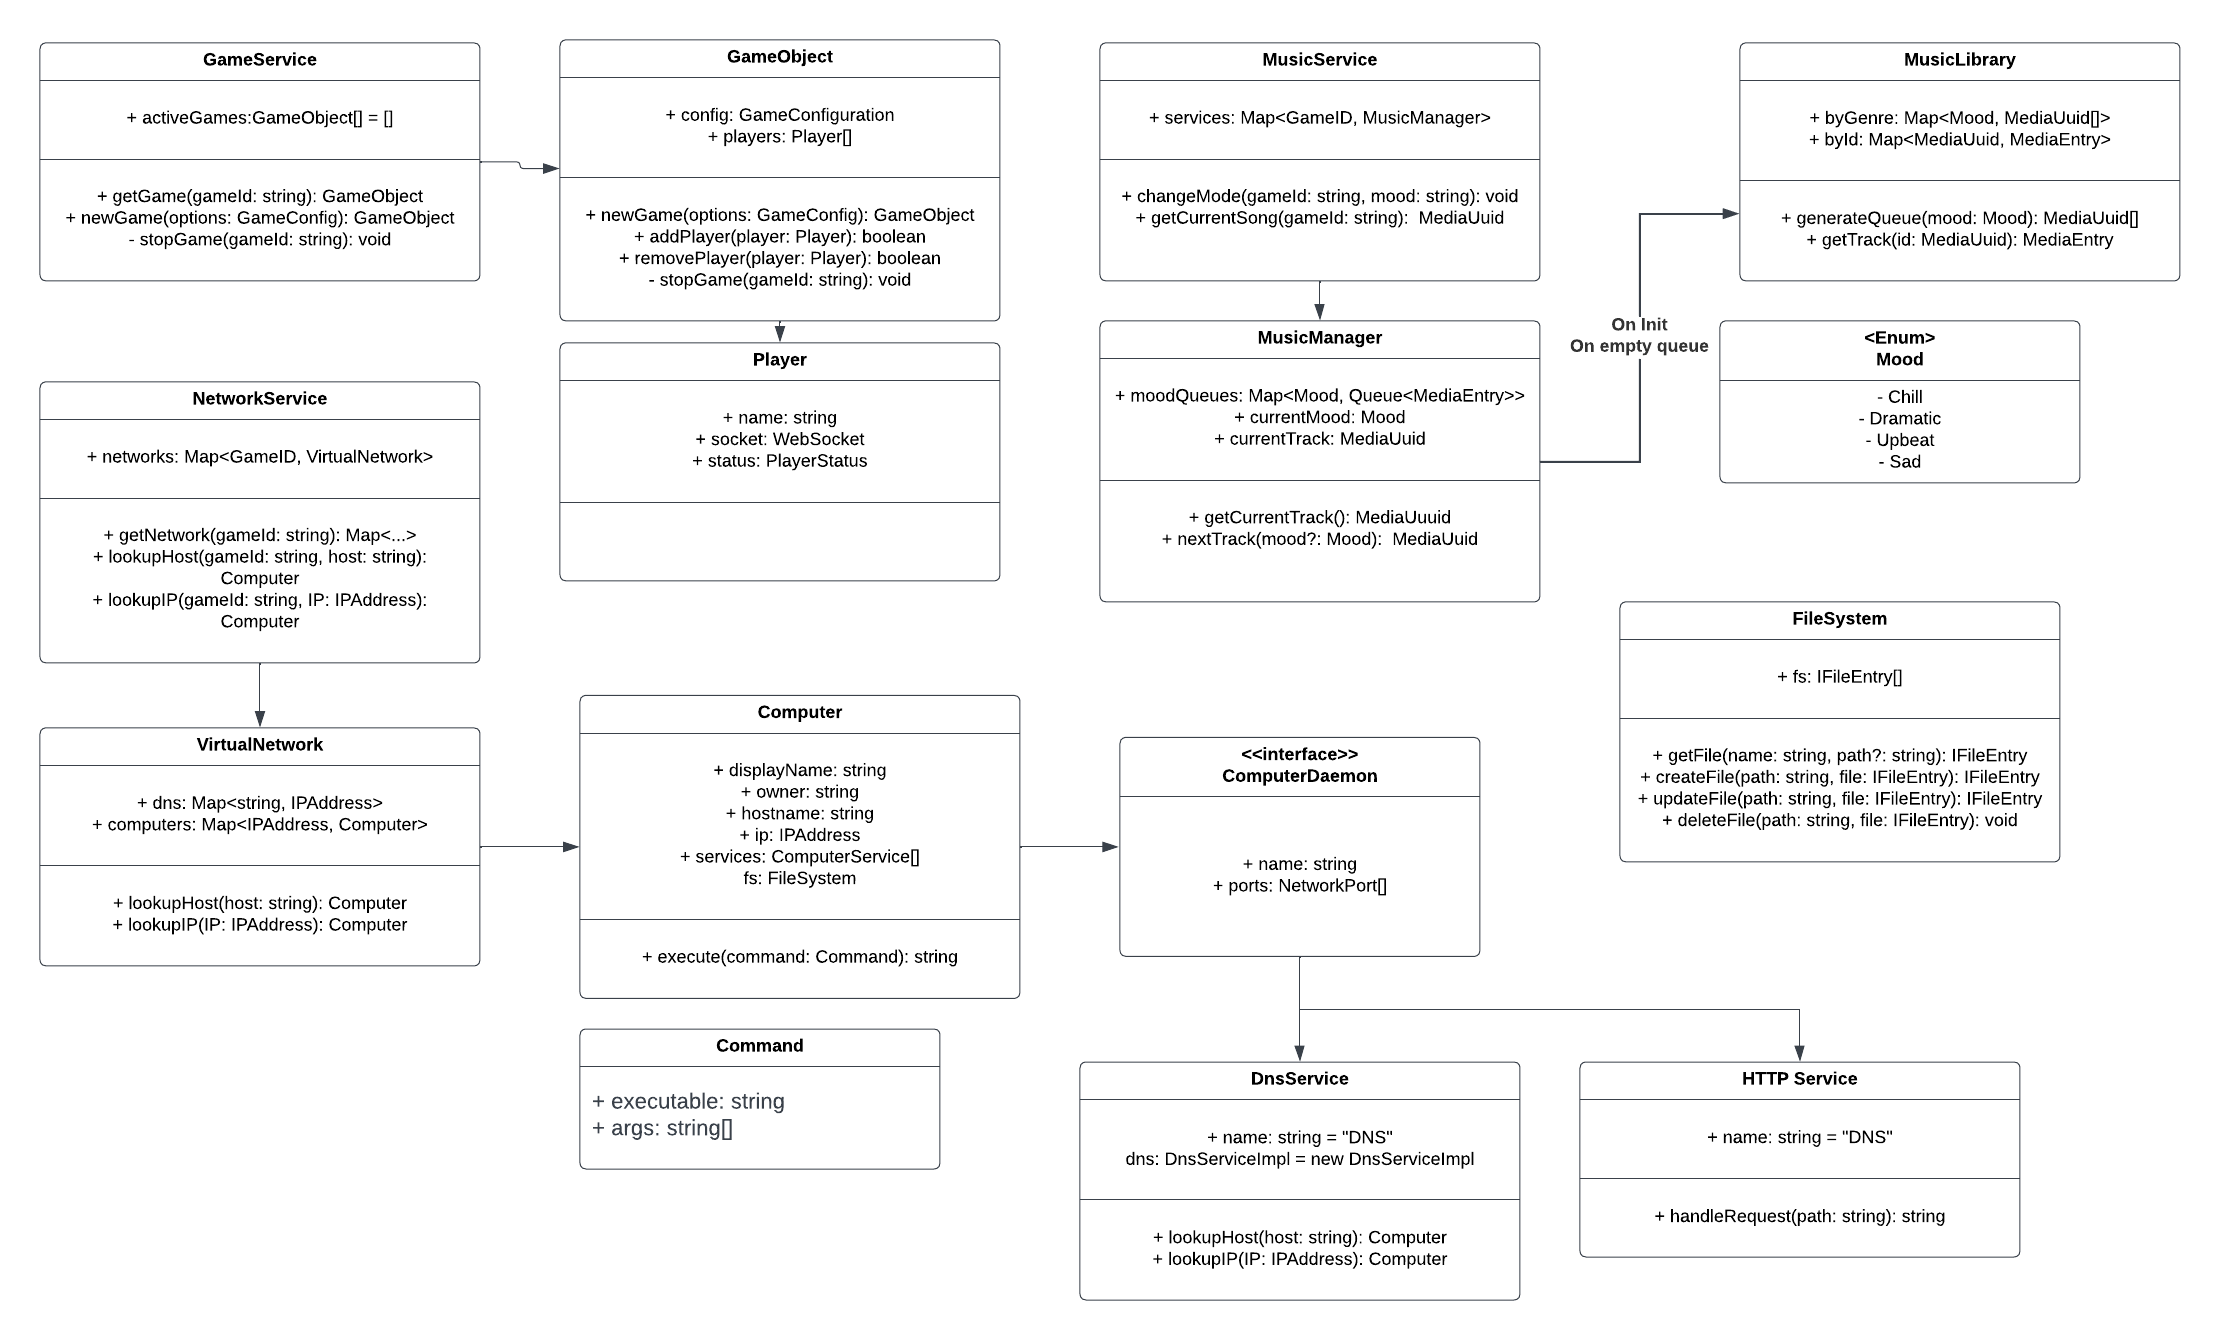 GameService
+ activeGames:GameObject[] = []
+ getGame(gameId: string): GameObject
+ newGame(options: GameConfig): GameObject
- stopGame(gameId: string): void
GameObject
+ config: GameConfiguration
+ players: Player[]
+ newGame(options: GameConfig): GameObject
+ addPlayer(player: Player): boolean
+ removePlayer(player: Player): boolean
- stopGame(gameId: string): void
MusicService
+ services: Map<GameID, MusicManager>
+ changeMode(gameId: string, mood: string): void
+ getCurrentSong(gameId: string): MediaUuid
MusicLibrary
+ byGenre: Map<Mood, MediaUuid[]>
+ byId: Map<MediaUuid, MediaEntry>
+ generateQueue(mood: Mood): MediaUuid[]
+ getTrack(id: MediaUuid): MediaEntry
Player
+ name: string
+ socket: WebSocket
+ status: PlayerStatus
MusicManager
+ moodQueues: Map<Mood, Queue<MediaEntry>>
+ currentMood: Mood
+ currentTrack: MediaUuid
+ getCurrentTrack(): MediaUuuid
+ nextTrack(mood?: Mood): MediaUuid
On Init
On empty queue
<Enum>
Mood
- Chill
- Dramatic
- Upbeat
- Sad
NetworkService
+ networks: Map<GameID, VirtualNetwork>
+ getNetwork(gameId: string): Map<...>
+ lookupHost(gameId: string, host: string):
Computer
+ lookupIP(gameId: string, IP: IPAddress):
Computer
FileSystem
+ fs: IFileEntry[]
+ getFile(name: string, path?: string): IFileEntry
+ createFile(path: string, file: IFileEntry): IFileEntry
+ updateFile(path: string, file: IFileEntry): IFileEntry
+ deleteFile(path: string, file: IFileEntry): void
VirtualNetwork
+ dns: Map<string, IPAddress>
+ computers: Map<IPAddress, Computer>
+ lookupHost(host: string): Computer
+ lookupIP(IP: IPAddress): Computer
Computer
+ displayName: string
+ owner: string
+ hostname: string
+ ip: IPAddress
+ services: ComputerService[]
fs: FileSystem
+ execute(command: Command): string
<<interface>>
ComputerDaemon
+ name: string
+ ports: NetworkPort[]
Command
+ executable: string
+ args: string[]
DnsService
+ name: string = "DNS"
dns: DnsServiceImpl = new DnsServiceImpl
+ lookupHost(host: string): Computer
+ lookupIP(IP: IPAddress): Computer
HTTP Service
+ name: string = "DNS"
+ handleRequest(path: string): string